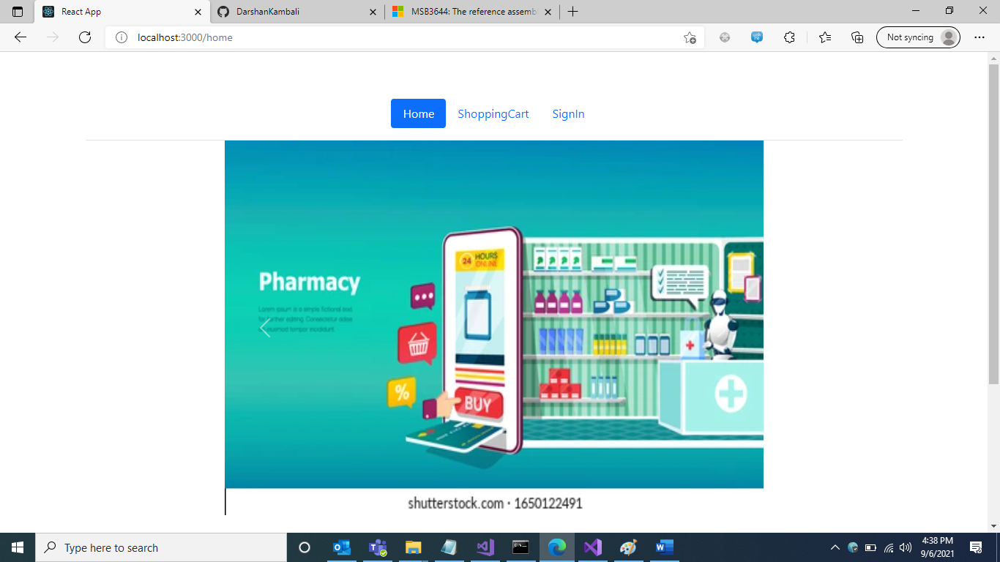 React App
DarshanKambali
MSB3644: The reference assemb
localhost:3000/home
Not syncing
Home
ShoppingCart
SignIn
24 HOURS
ONLINE
Pharmacy
Lorem ipsum is a simple fictional text
for further editing. Consectetur adise
eiusmod tempor incididunt.
%
BUY
shutterstock.com · 1650122491
Type here to search
4:38 PM
9/6/2021